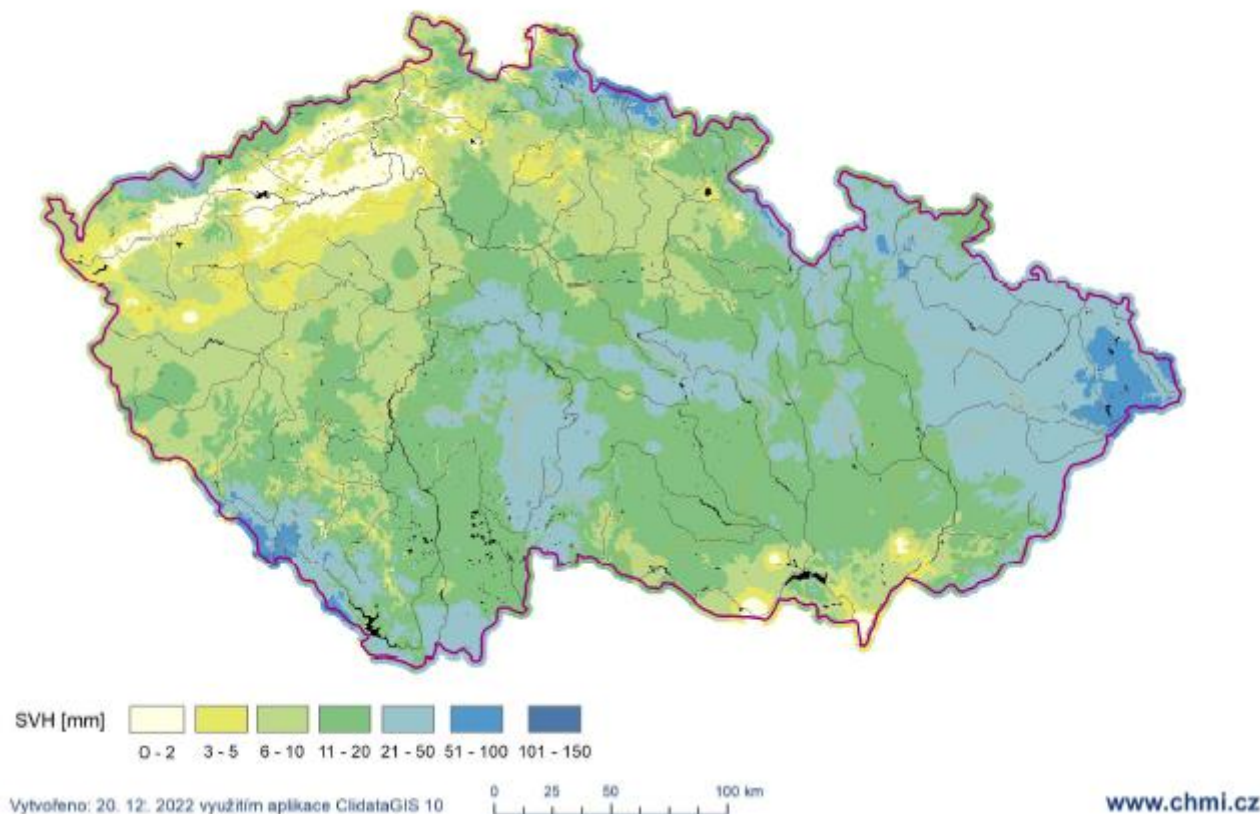 SVH [mm]
0 - 2 3 - 5 6 - 10 11 - 20 21 - 50 51 - 100 101 - 150
0 25 50 100 km
Vytvořeno: 20. 12. 2022 využitím aplikace ClidataGIS 10
www.chmi.cz